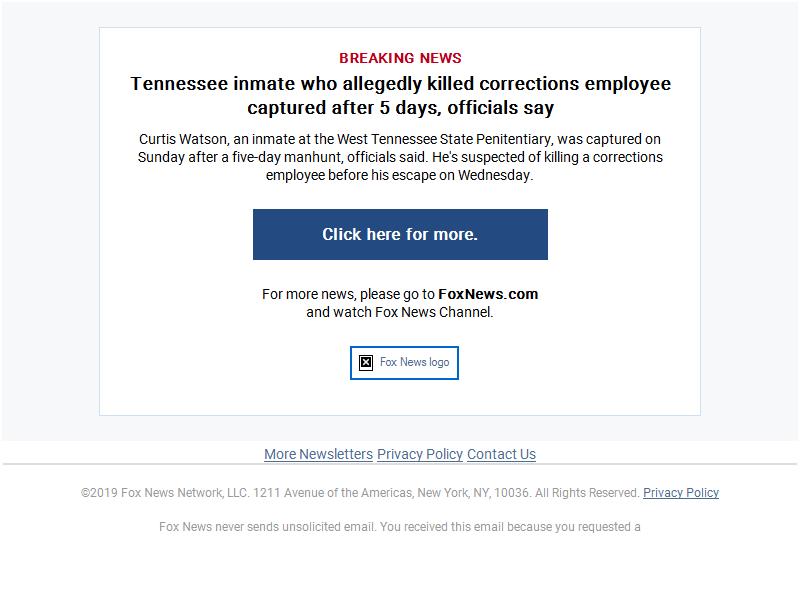 BREAKING NEWS
Tennessee inmate who allegedly killed corrections employee
captured after 5 days, officials say
Curtis Watson, an inmate at the West Tennessee State Penitentiary, was captured on
Sunday after a five-day manhunt, officials said. He's suspected of killing a corrections
employee before his escape on Wednesday.
Click here for more.
For more news, please go to FoxNews.com
and watch Fox News Channel.
Fox News logo
More Newsletters Privacy Policy Contact Us
©2019 Fox News Network, LLC. 1211 Avenue of the Americas, New York, NY, 10036. All Rights Reserved. Privacy Policy
Fox News never sends unsolicited email. You received this email because you requested a